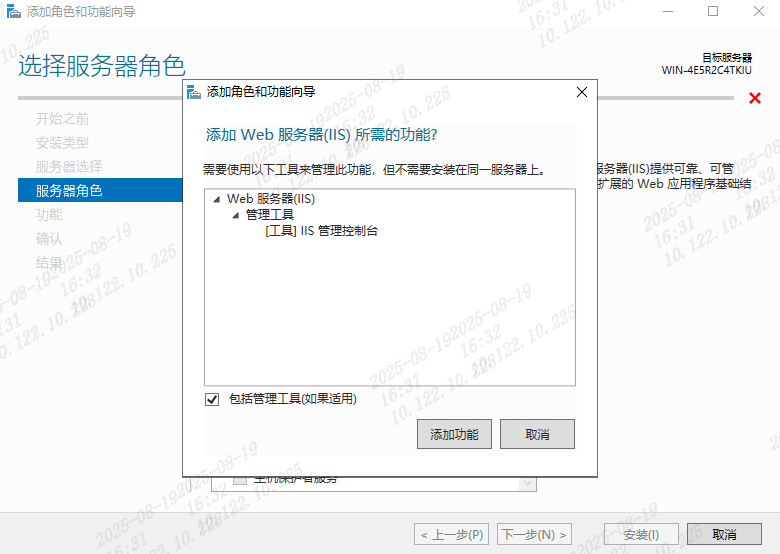 添加角色和功能向导
选择服务器角色
目标服务器
WIN-4E5R2C4TKIU
开始之前
安装类型
服务器选择
服务器角色
功能
确认
结果
添加角色和功能向导
添加 Web 服务器(IIS) 所需的功能?
需要使用以下工具来管理此功能，但不需要安装在同一服务器上。
Web 服务器(IIS)
管理工具
[工具] IIS 管理控制台
包括管理工具(如果适用)
添加功能
取消
服务器(IIS)提供可靠、可管
扩展的 Web 应用程序基础结
主机保护者服务
< 上一步(P)
下一步(N) >
安装(I)
取消
2025-08-19
16:31
10.122.10.225
2025-08-19
16:32
10.122.10.225